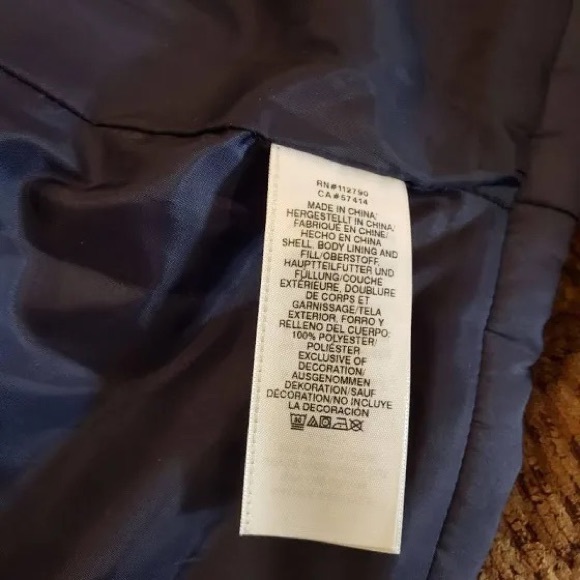 RN#112790
CA#57414
MADE IN CHINA/
HERGESTELLT IN CHINA/
FABRIQUÉ EN CHINE/
HECHO EN CHINA
SHELL, BODY LINING AND
FILL/OBERSTOFF,
HAUPTTEILFUTTER UND
FÜLLUNG/COUCHE
EXTÉRIEURE, DOUBLURE
DE CORPS ET
GARNISSAGE/TELA
EXTERIOR, FORRO Y
RELLENO DEL CUERPO:
100% POLYESTER/
POLIÉSTER
EXCLUSIVE OF
DECORATION/
AUSGENOMMEN
DEKORATION/SAUF
DÉCORATION/NO INCLUYE
LA DECORACIÓN